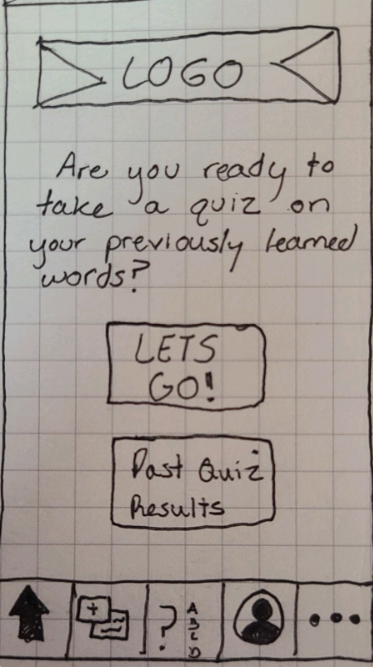 LOGO
Are you ready to
take a quiz on
your previously learned
words?
LETS
GO!
Past Quiz
Results
+
?
A
B
C
D